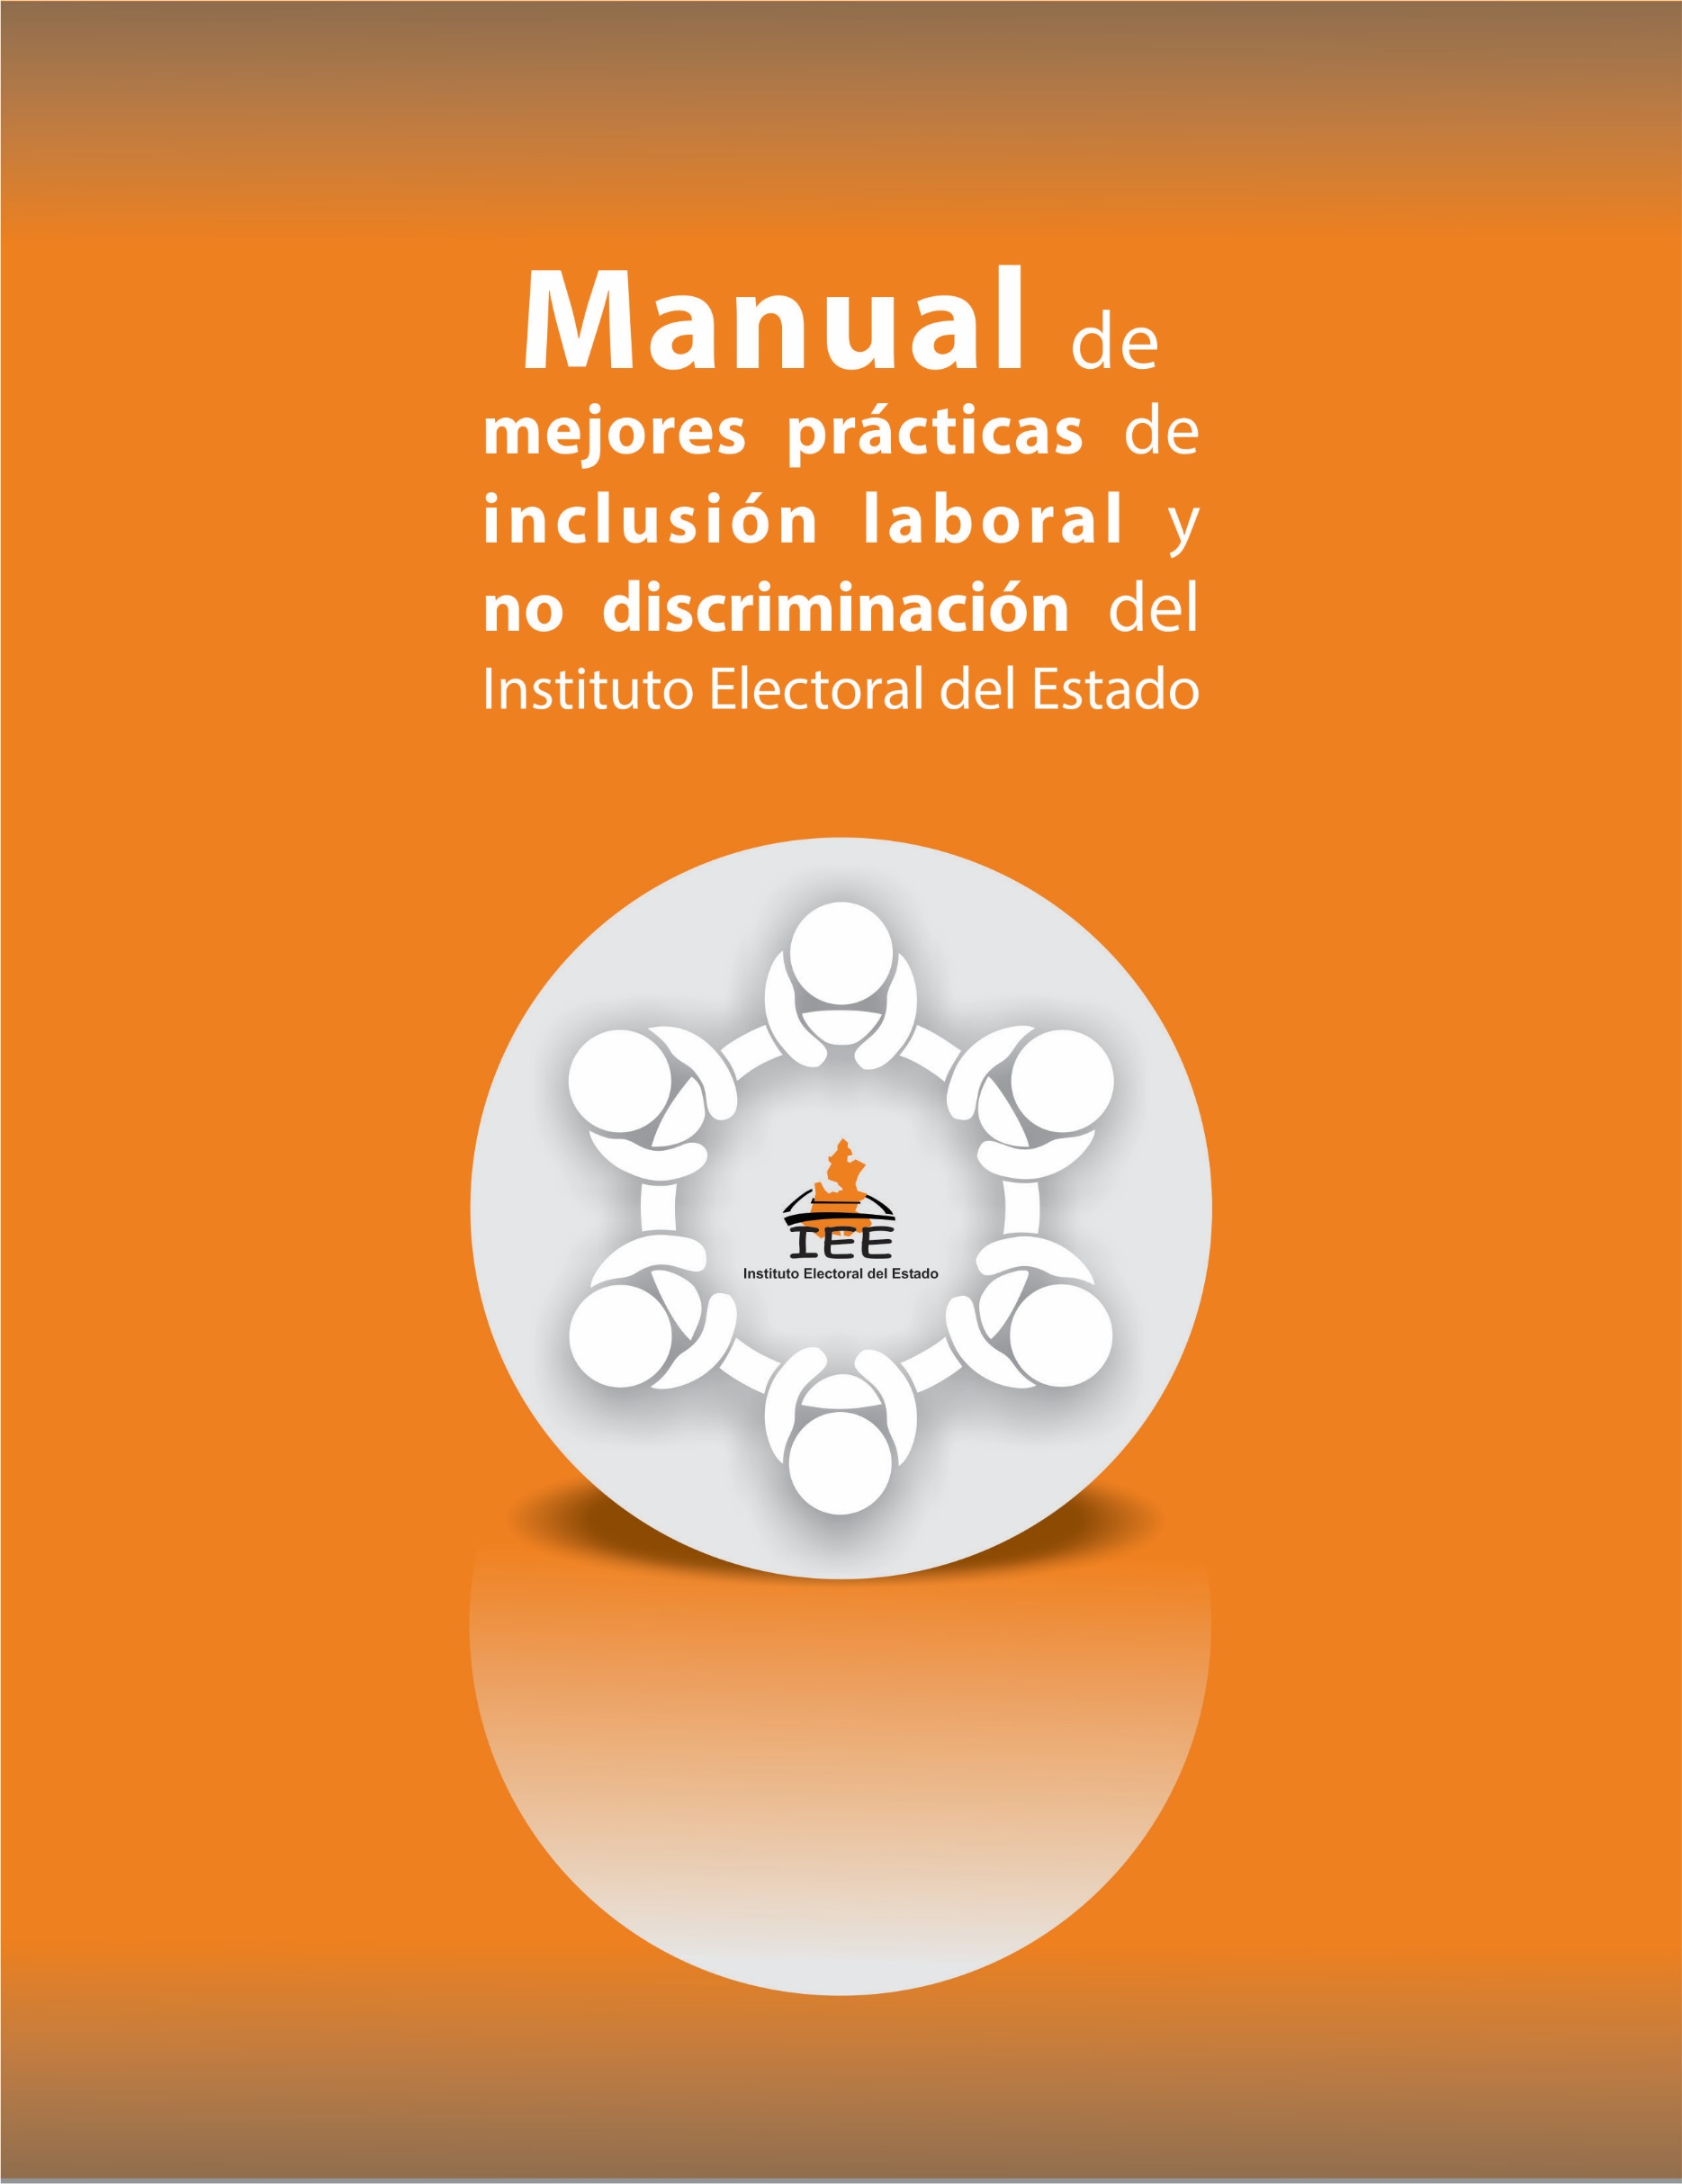 Manual de
mejores prácticas de
inclusión laboral y
no discriminación del
Instituto Electoral del Estado
IEE
Instituto Electoral del Estado